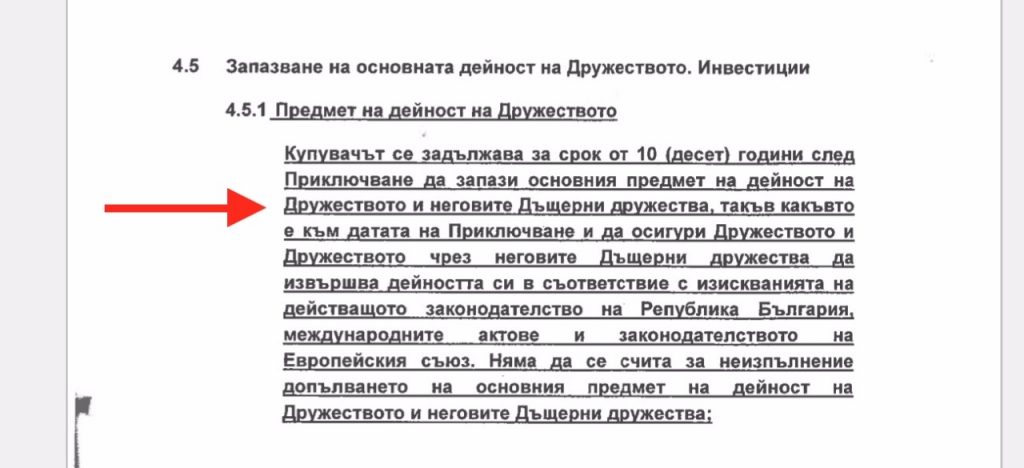 4.5 Запазване на основната дейност на Дружеството. Инвестиции
4.5.1 Предмет на дейност на Дружеството
Купувачът се задължава за срок от 10 (десет) години след
Приключване да запази основния предмет на дейност на
Дружеството и неговите Дъщерни дружества, такъв какъвто
е към датата на Приключване и да осигури Дружеството и
Дружеството чрез неговите Дъщерни дружества да
извършва дейността си в съответствие с изискванията на
действащото законодателство на Република България,
международните актове и законодателството на
Европейския съюз. Няма да се счита за неизпълнение
допълването на основния предмет на дейност на
Дружеството и неговите Дъщерни дружества;